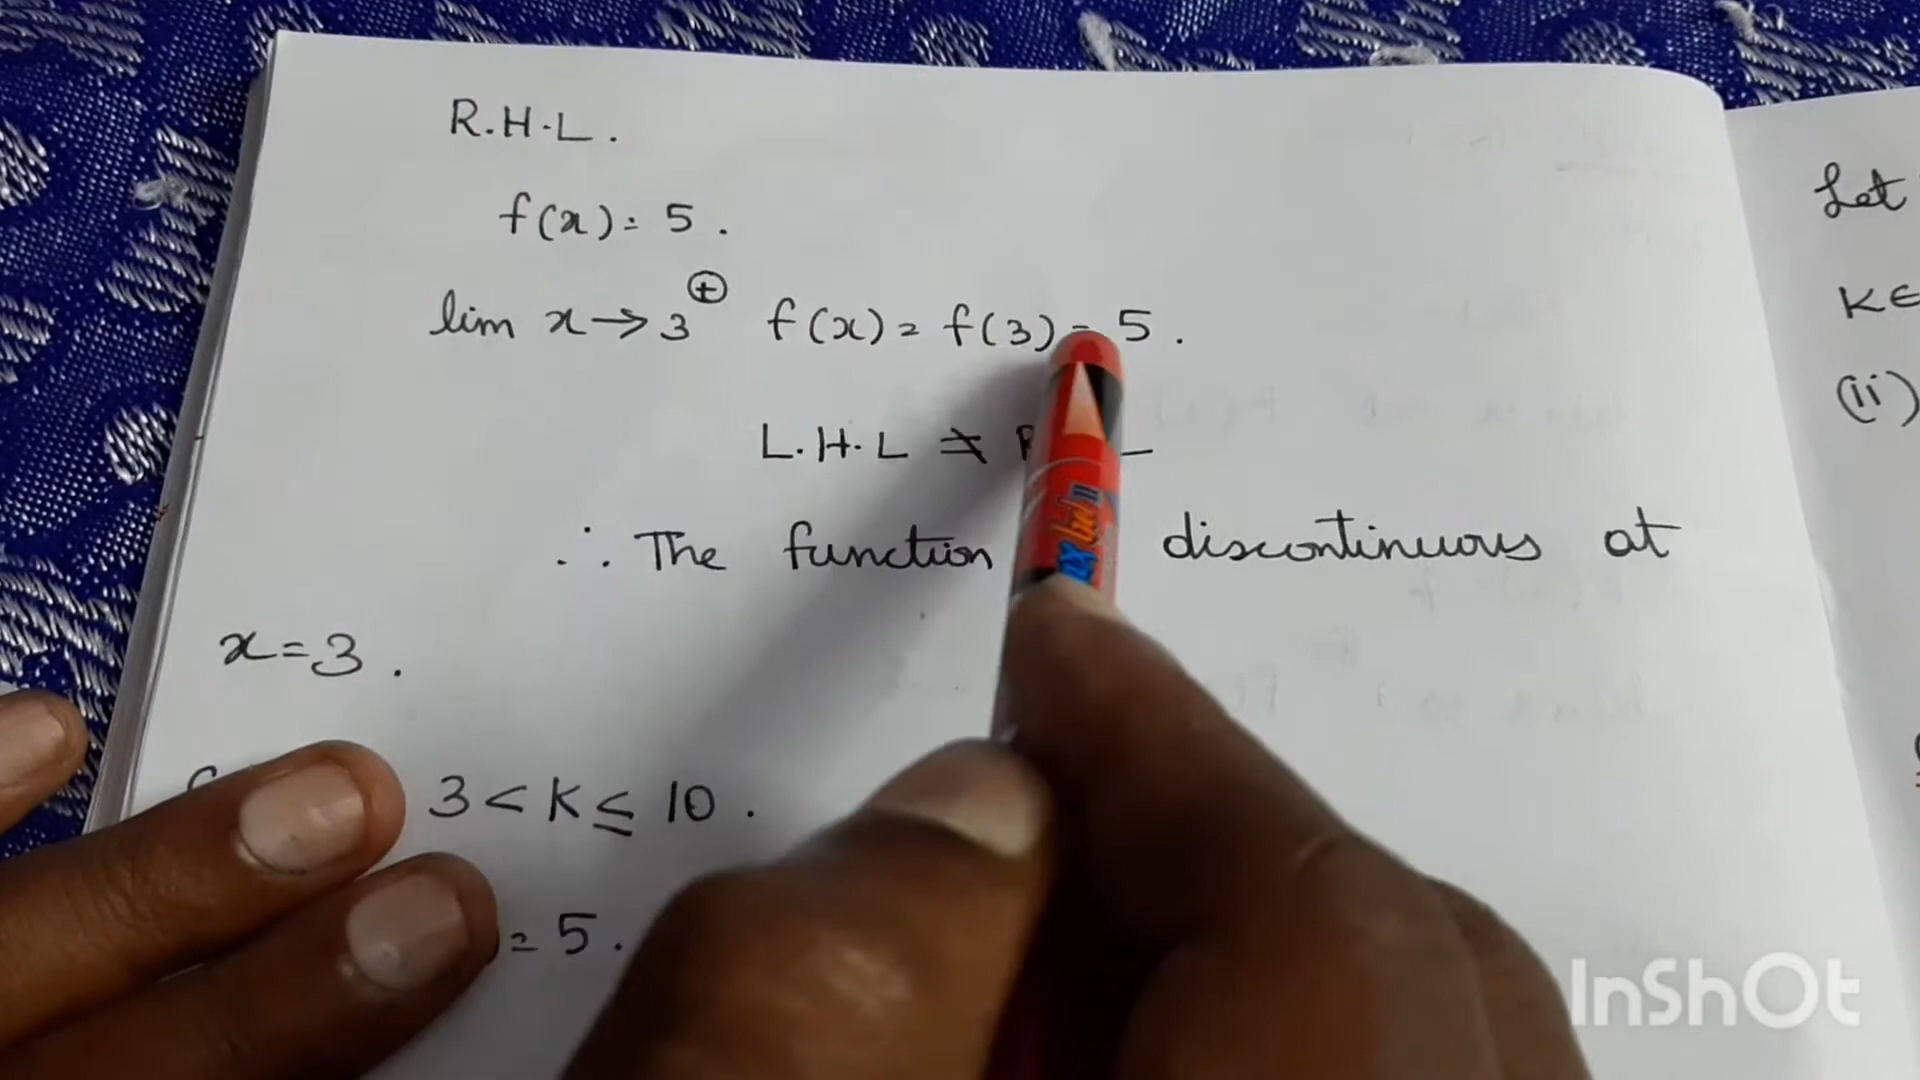 R.H.L.
f(x) = 5.
lim x → 3⊕ f(x) = f(3) = 5.
L.H.L ≠
∴ The function discontinuous at
x = 3.
3 < K ≤ 10.
) = 5.
Let
K∈
(ii)
InShOt